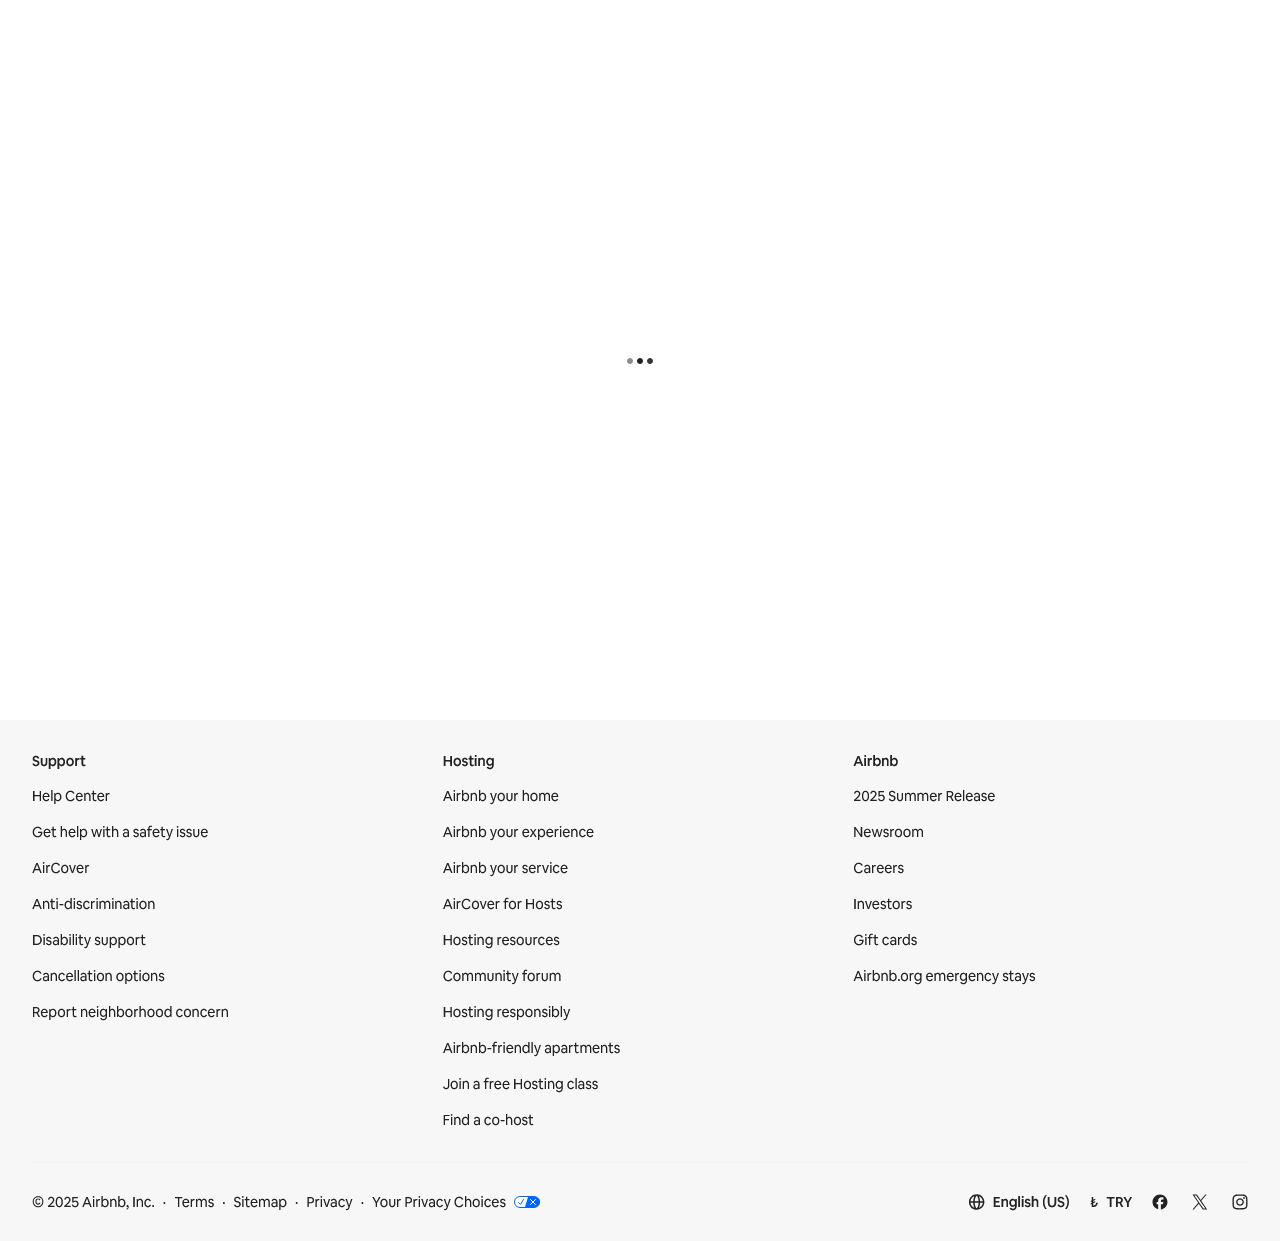 Support
Help Center
Get help with a safety issue
AirCover
Anti-discrimination
Disability support
Cancellation options
Report neighborhood concern
Hosting
Airbnb your home
Airbnb your experience
Airbnb your service
AirCover for Hosts
Hosting resources
Community forum
Hosting responsibly
Airbnb-friendly apartments
Join a free Hosting class
Find a co-host
Airbnb
2025 Summer Release
Newsroom
Careers
Investors
Gift cards
Airbnb.org emergency stays
© 2025 Airbnb, Inc. · Terms · Sitemap · Privacy · Your Privacy Choices
English (US) ₺ TRY